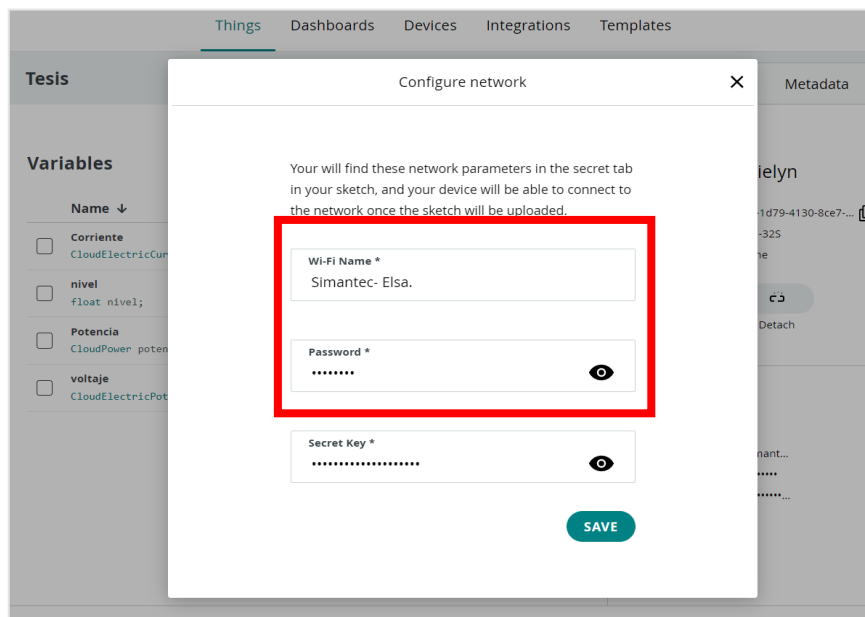 Things Dashboards Devices Integrations Templates
Tesis
Metadata
Configure network
Your will find these network parameters in the secret tab
in your sketch, and your device will be able to connect to
the network once the sketch will be uploaded.
Wi-Fi Name *
Simantec- Elsa.
Password *
••••••••
Secret Key *
••••••••••••••••••••
SAVE
Variables
Name ↓
Corriente
CloudElectricCur
nivel
float nivel;
Potencia
CloudPower poten
voltaje
CloudElectricPot
ielyn
-1d79-4130-8ce7-...
-32S
ne
Detach
mant...
•••••
••••••...